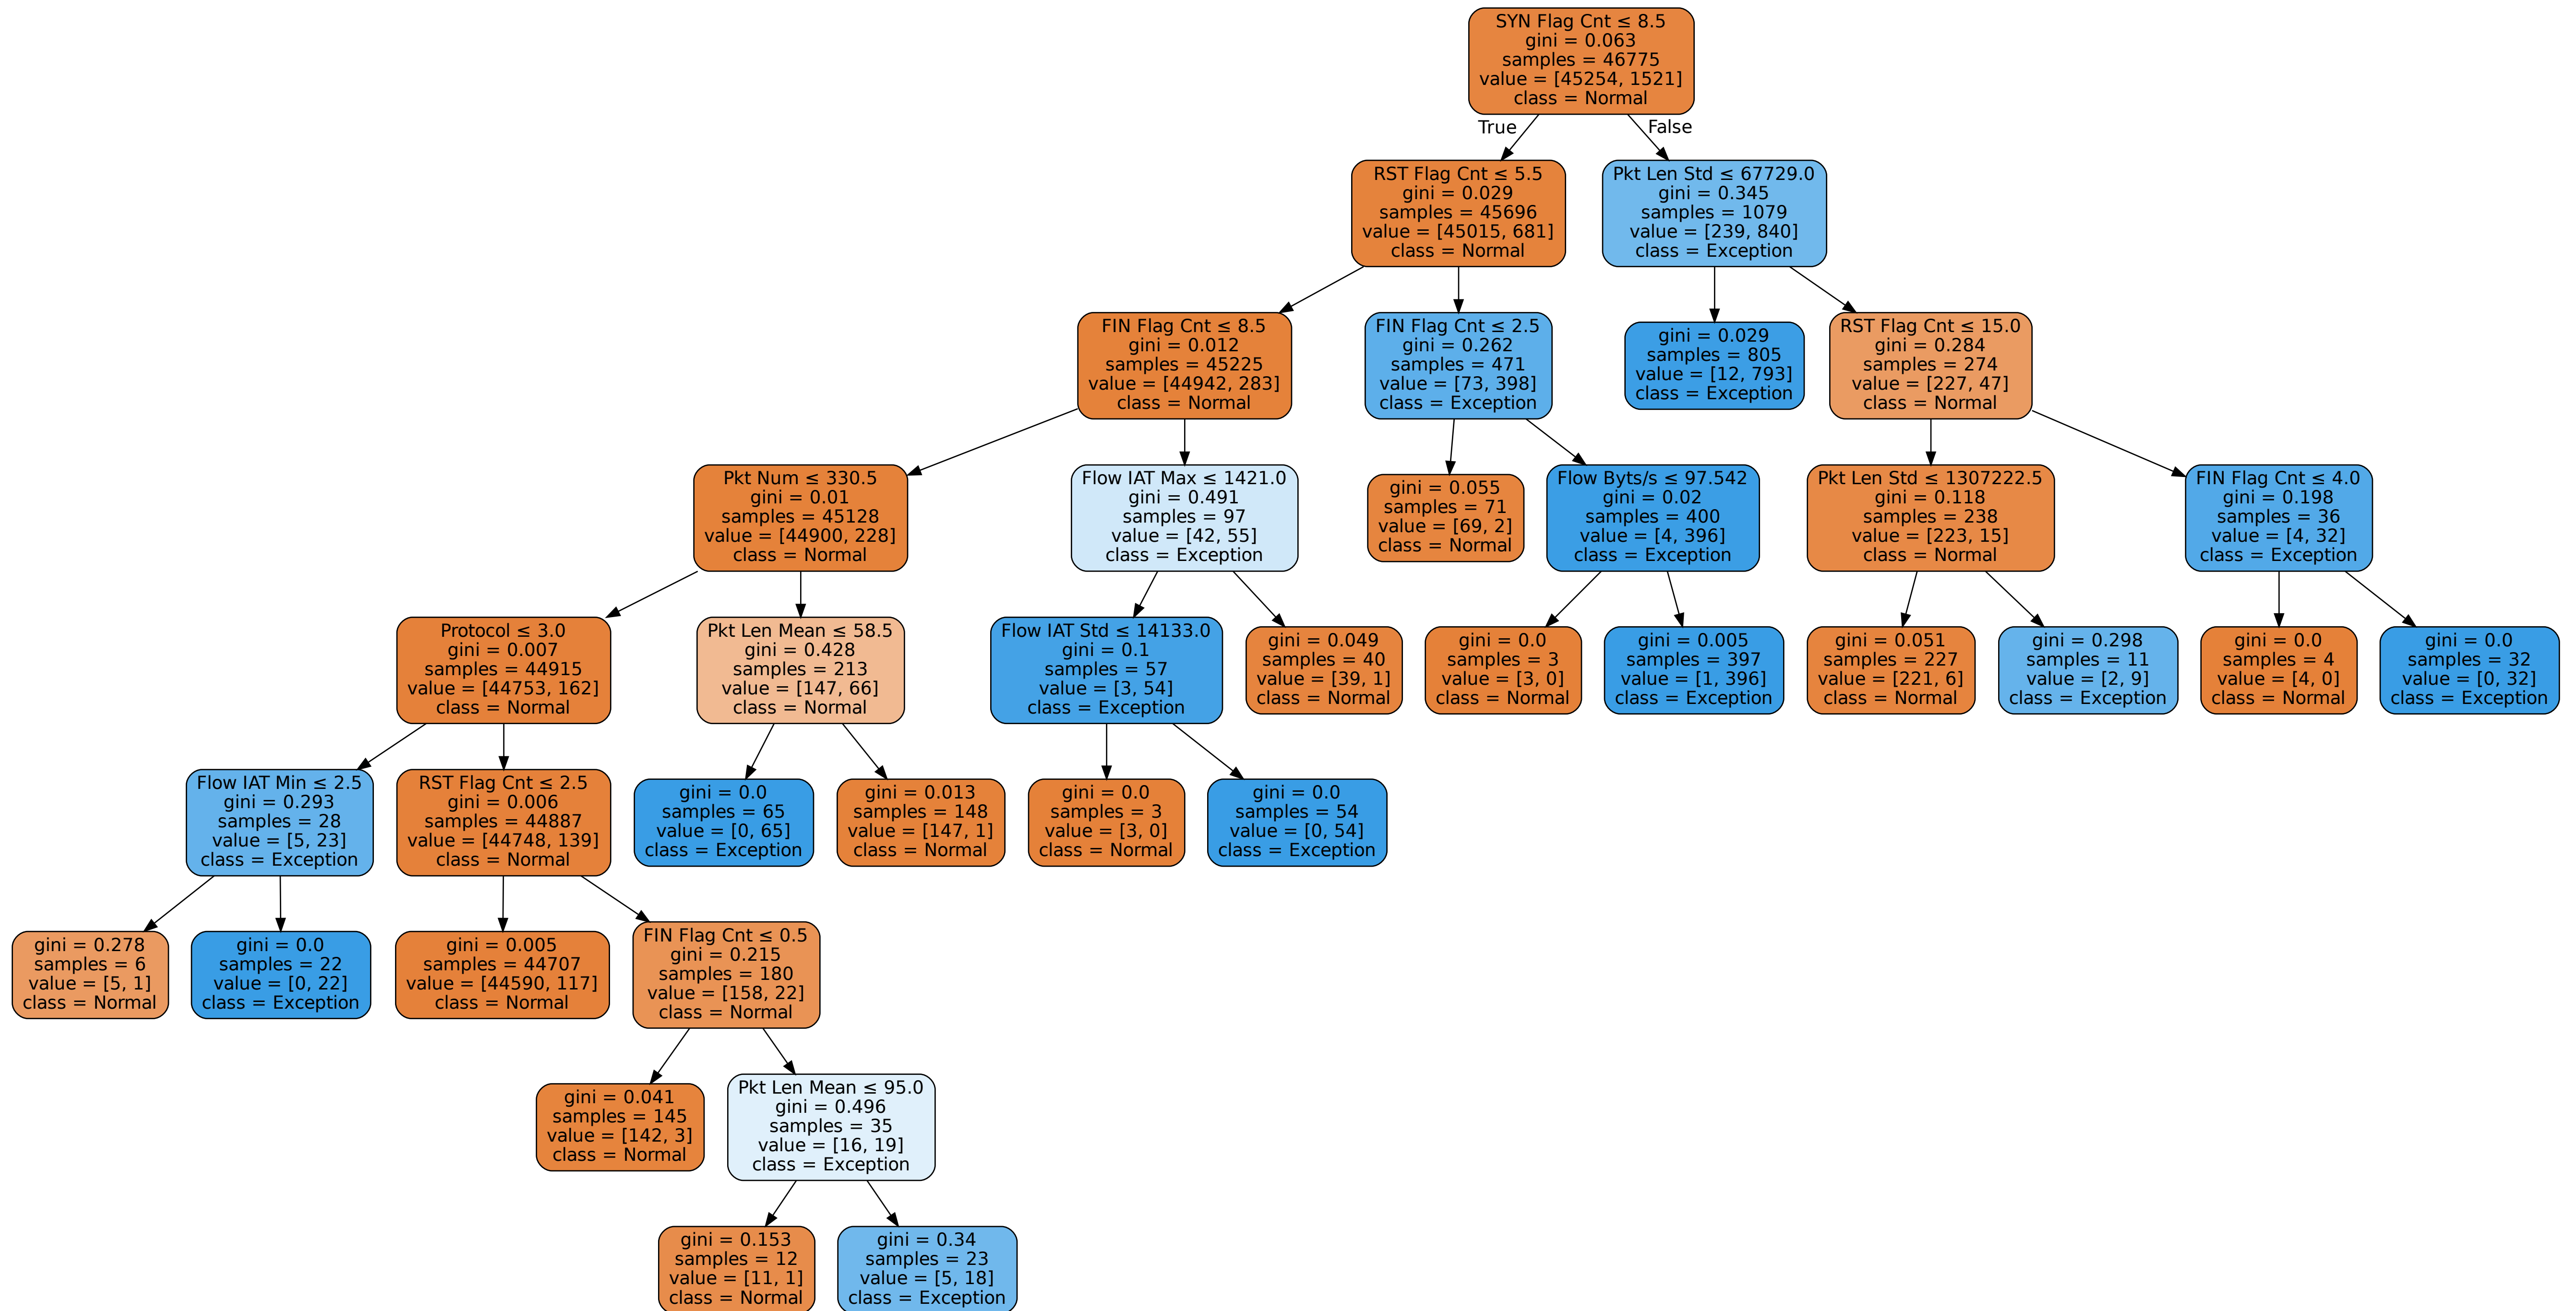 SYN Flag Cnt ≤ 8.5
gini = 0.063
samples = 46775
value = [45254, 1521]
class = Normal
True
False
RST Flag Cnt ≤ 5.5
gini = 0.029
samples = 45696
value = [45015, 681]
class = Normal
Pkt Len Std ≤ 67729.0
gini = 0.345
samples = 1079
value = [239, 840]
class = Exception
FIN Flag Cnt ≤ 8.5
gini = 0.012
samples = 45225
value = [44942, 283]
class = Normal
FIN Flag Cnt ≤ 2.5
gini = 0.262
samples = 471
value = [73, 398]
class = Exception
gini = 0.029
samples = 805
value = [12, 793]
class = Exception
RST Flag Cnt ≤ 15.0
gini = 0.284
samples = 274
value = [227, 47]
class = Normal
Pkt Num ≤ 330.5
gini = 0.01
samples = 45128
value = [44900, 228]
class = Normal
Flow IAT Max ≤ 1421.0
gini = 0.491
samples = 97
value = [42, 55]
class = Exception
gini = 0.055
samples = 71
value = [69, 2]
class = Normal
Flow Byts/s ≤ 97.542
gini = 0.02
samples = 400
value = [4, 396]
class = Exception
Pkt Len Std ≤ 1307222.5
gini = 0.118
samples = 238
value = [223, 15]
class = Normal
FIN Flag Cnt ≤ 4.0
gini = 0.198
samples = 36
value = [4, 32]
class = Exception
Protocol ≤ 3.0
gini = 0.007
samples = 44915
value = [44753, 162]
class = Normal
Pkt Len Mean ≤ 58.5
gini = 0.428
samples = 213
value = [147, 66]
class = Normal
Flow IAT Std ≤ 14133.0
gini = 0.1
samples = 57
value = [3, 54]
class = Exception
gini = 0.049
samples = 40
value = [39, 1]
class = Normal
gini = 0.0
samples = 3
value = [3, 0]
class = Normal
gini = 0.005
samples = 397
value = [1, 396]
class = Exception
gini = 0.051
samples = 227
value = [221, 6]
class = Normal
gini = 0.298
samples = 11
value = [2, 9]
class = Exception
gini = 0.0
samples = 4
value = [4, 0]
class = Normal
gini = 0.0
samples = 32
value = [0, 32]
class = Exception
Flow IAT Min ≤ 2.5
gini = 0.293
samples = 28
value = [5, 23]
class = Exception
RST Flag Cnt ≤ 2.5
gini = 0.006
samples = 44887
value = [44748, 139]
class = Normal
gini = 0.0
samples = 65
value = [0, 65]
class = Exception
gini = 0.013
samples = 148
value = [147, 1]
class = Normal
gini = 0.0
samples = 3
value = [3, 0]
class = Normal
gini = 0.0
samples = 54
value = [0, 54]
class = Exception
gini = 0.278
samples = 6
value = [5, 1]
class = Normal
gini = 0.0
samples = 22
value = [0, 22]
class = Exception
gini = 0.005
samples = 44707
value = [44590, 117]
class = Normal
FIN Flag Cnt ≤ 0.5
gini = 0.215
samples = 180
value = [158, 22]
class = Normal
gini = 0.041
samples = 145
value = [142, 3]
class = Normal
Pkt Len Mean ≤ 95.0
gini = 0.496
samples = 35
value = [16, 19]
class = Exception
gini = 0.153
samples = 12
value = [11, 1]
class = Normal
gini = 0.34
samples = 23
value = [5, 18]
class = Exception